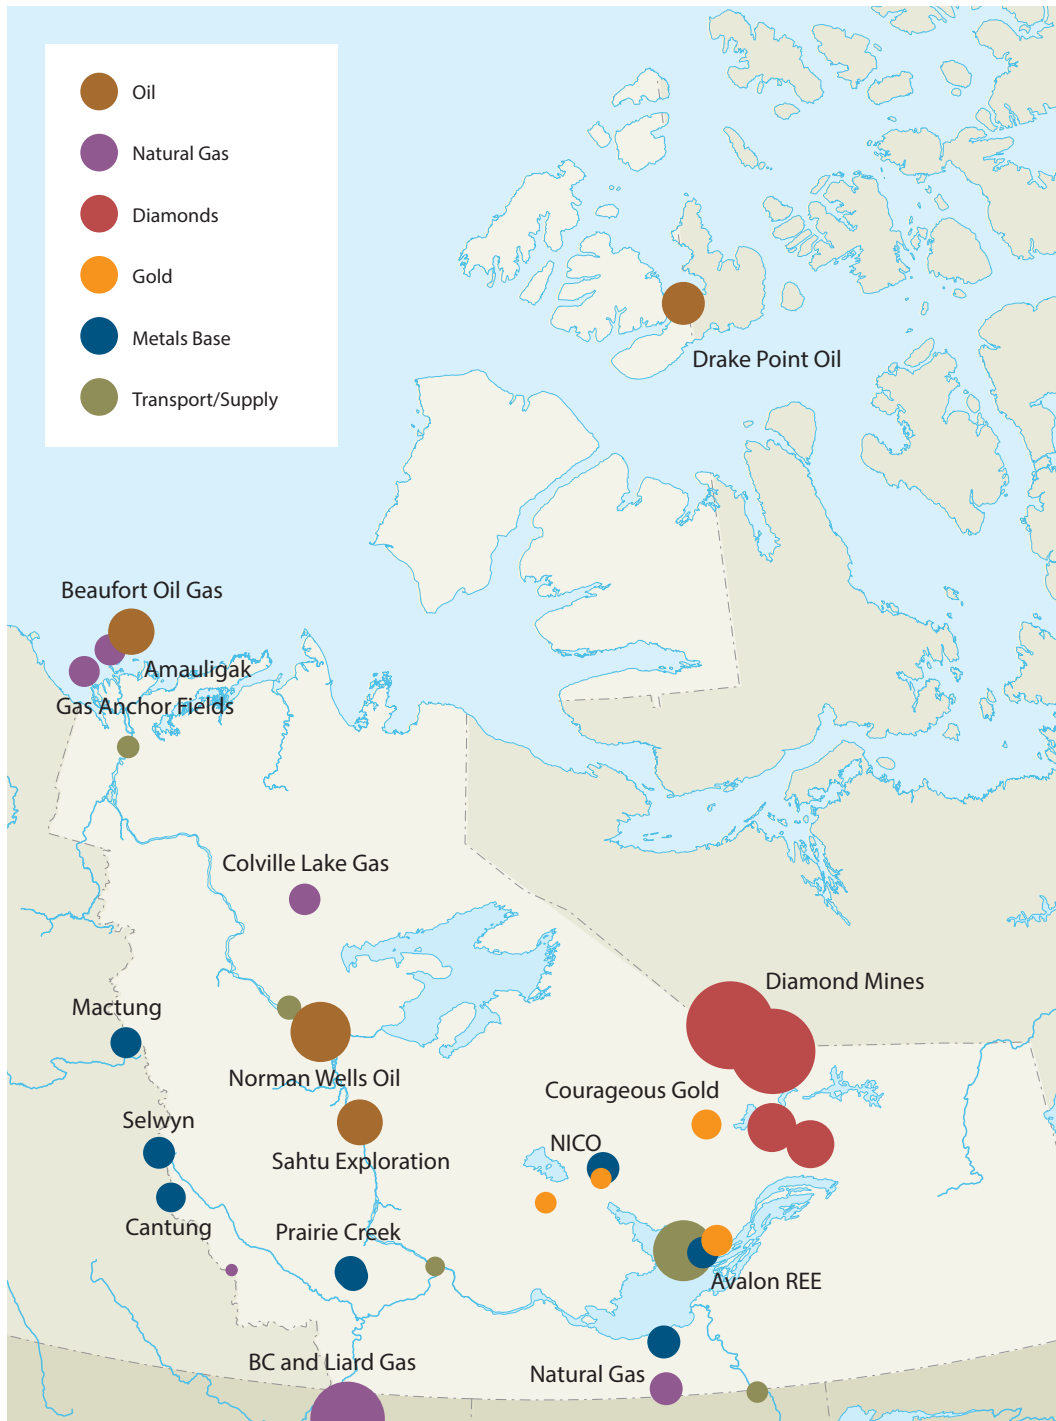 Oil
Natural Gas
Diamonds
Gold
Metals Base
Transport/Supply
Drake Point Oil
Beaufort Oil Gas
Amauligak
Gas Anchor Fields
Colville Lake Gas
Diamond Mines
Mactung
Norman Wells Oil
Courageous Gold
Selwyn
NICO
Sahtu Exploration
Cantung
Prairie Creek
Avalon REE
BC and Liard Gas
Natural Gas